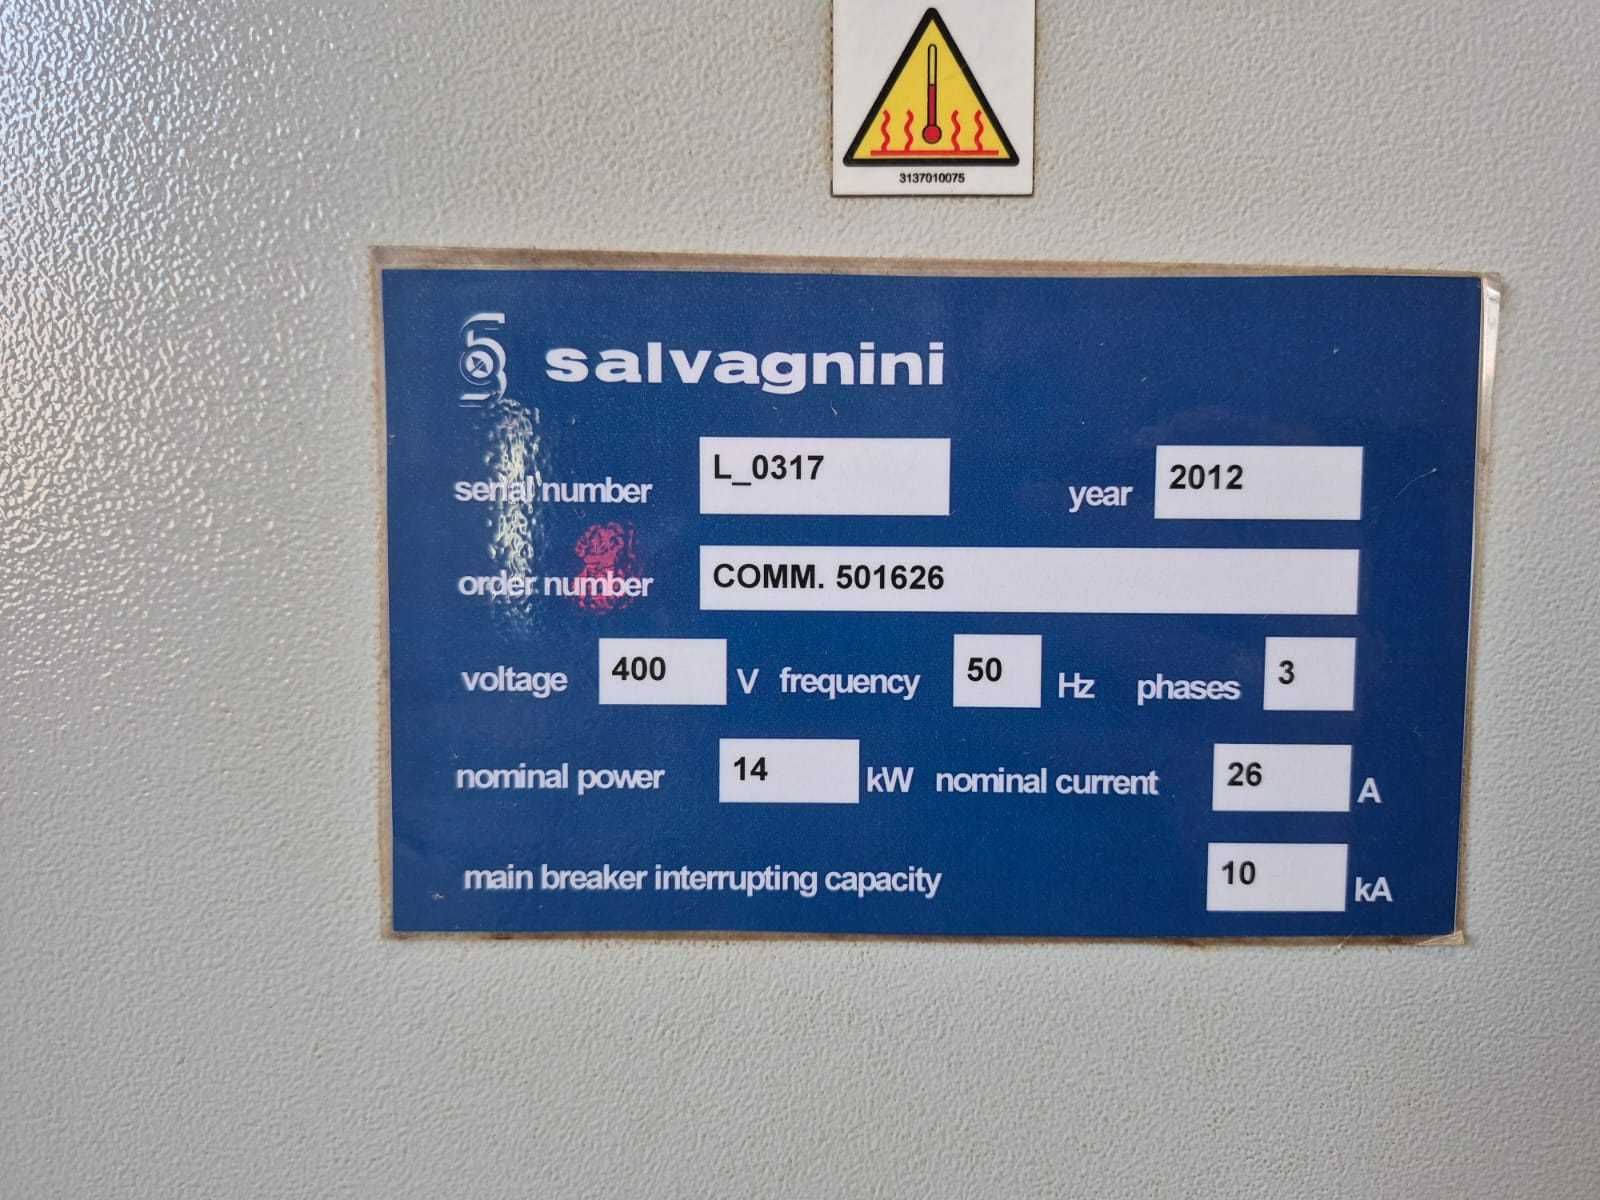 3137010075
salvagnini
serial number L_0317 year 2012
order number COMM. 501626
voltage 400 V frequency 50 Hz phases 3
nominal power 14 kW nominal current 26 A
main breaker interrupting capacity 10 kA